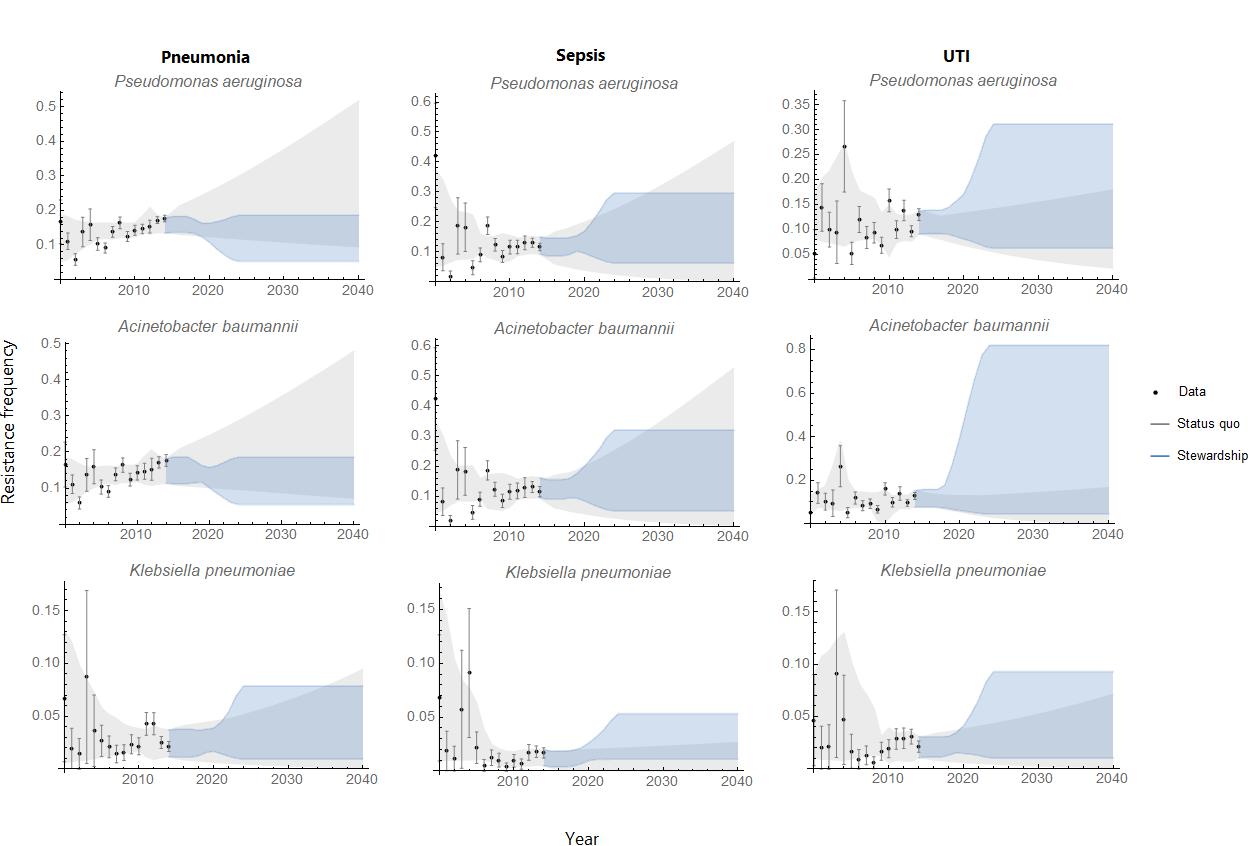 Pneumonia
Sepsis
UTI
Pseudomonas aeruginosa
Pseudomonas aeruginosa
Pseudomonas aeruginosa
0.5
0.4
0.3
0.2
0.1
2010 2020 2030 2040
0.6
0.5
0.4
0.3
0.2
0.1
2010 2020 2030 2040
0.35
0.30
0.25
0.20
0.15
0.10
0.05
2010 2020 2030 2040
Acinetobacter baumannii
Acinetobacter baumannii
Acinetobacter baumannii
0.5
0.4
0.3
0.2
0.1
2010 2020 2030 2040
0.6
0.5
0.4
0.3
0.2
0.1
2010 2020 2030 2040
0.8
0.6
0.4
0.2
2010 2020 2030 2040
Resistance frequency
Data
Status quo
Stewardship
Klebsiella pneumoniae
Klebsiella pneumoniae
Klebsiella pneumoniae
0.15
0.10
0.05
2010 2020 2030 2040
0.15
0.10
0.05
2010 2020 2030 2040
0.15
0.10
0.05
2010 2020 2030 2040
Year